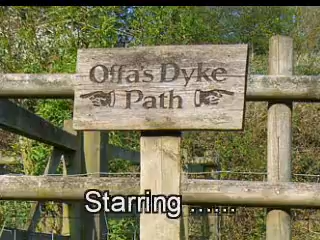 Offa's Dyke
Path
Starring ......